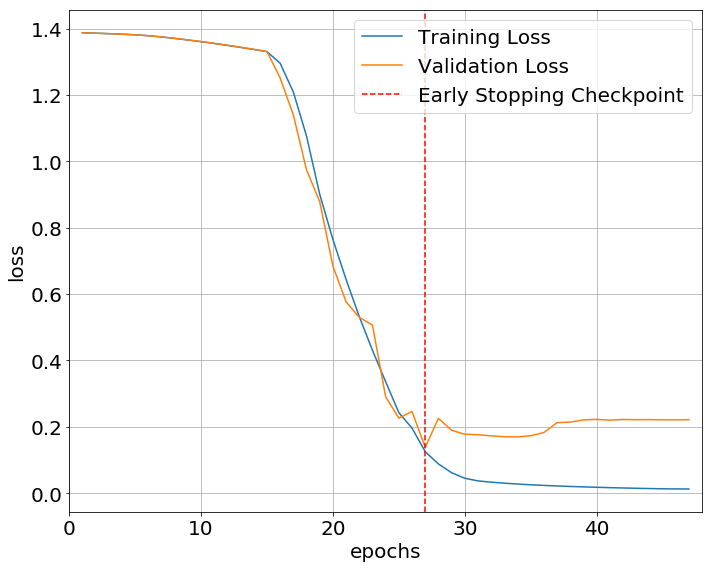 Training Loss
Validation Loss
Early Stopping Checkpoint
loss
1.4
1.2
1.0
0.8
0.6
0.4
0.2
0.0
0 10 20 30 40
epochs